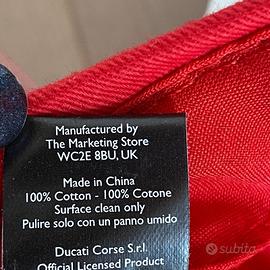 Manufactured by
The Marketing Store
WC2E 8BU, UK
Made in China
100% Cotton - 100% Cotone
Surface clean only
Pulire solo con un panno umido
Ducati Corse S.r.l.
Official Licensed Product
subito